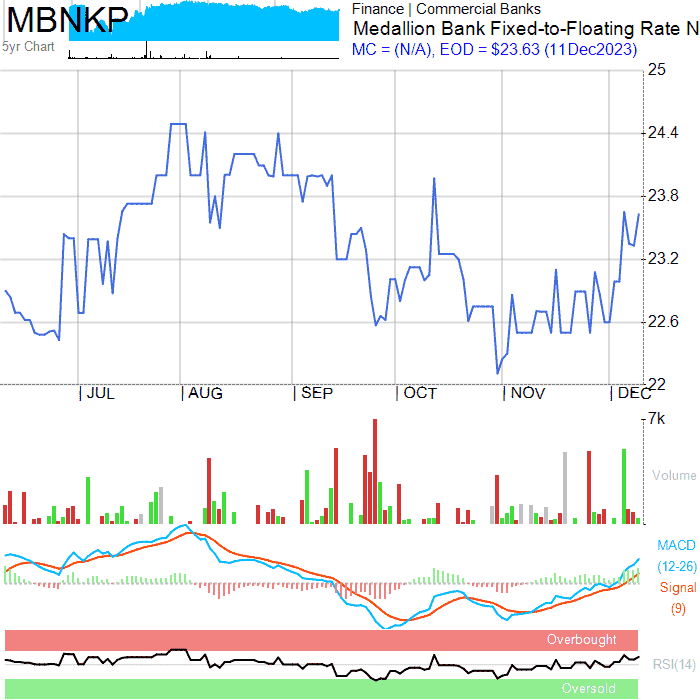 MBNKP
5yr Chart
Finance | Commercial Banks
Medallion Bank Fixed-to-Floating Rate N
MC = (N/A), EOD = $23.63 (11Dec2023)
25
24.4
23.8
23.2
22.6
22
JUL AUG SEP OCT NOV DEC
7k
Volume
MACD
(12-26)
Signal
(9)
Overbought
RSI(14)
Oversold